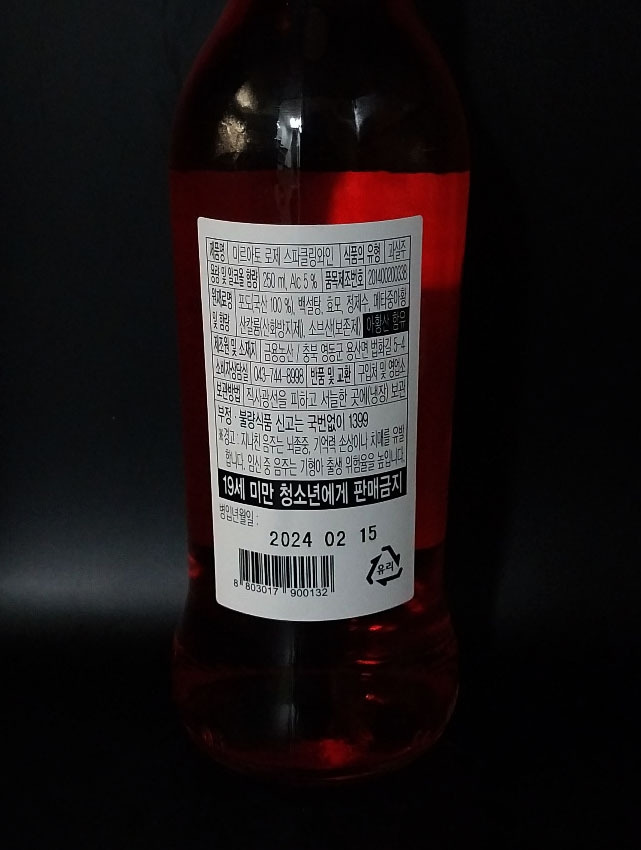 제품명 미르아토 로제 스파클링와인 식품의 유형 과실주
용량 및 알코올 함량 250 ml, Alc 5 % 품목제조번호 201400200338
원재료명 포도(국산 100 %), 백설탕, 효모, 정제수, 메타중아황
및 함량 산칼륨(산화방지제), 소브산(보존제) 아황산 함유
제조원 및 소재지 금용농산 / 충북 영동군 용산면 법화길 5-4
소비자상담실 043-744-8998 반품 및 교환 구입처 및 영업소
보관방법 직사광선을 피하고 서늘한 곳에(냉장) 보관
부정·불량식품 신고는 국번없이 1399
※경고 : 지나친 음주는 뇌졸중, 기억력 손상이나 치매를 유발
합니다. 임신 중 음주는 기형아 출생 위험율을 높입니다.
19세 미만 청소년에게 판매금지
병입년월일 :
2024 02 15
유리
8 803017 900132